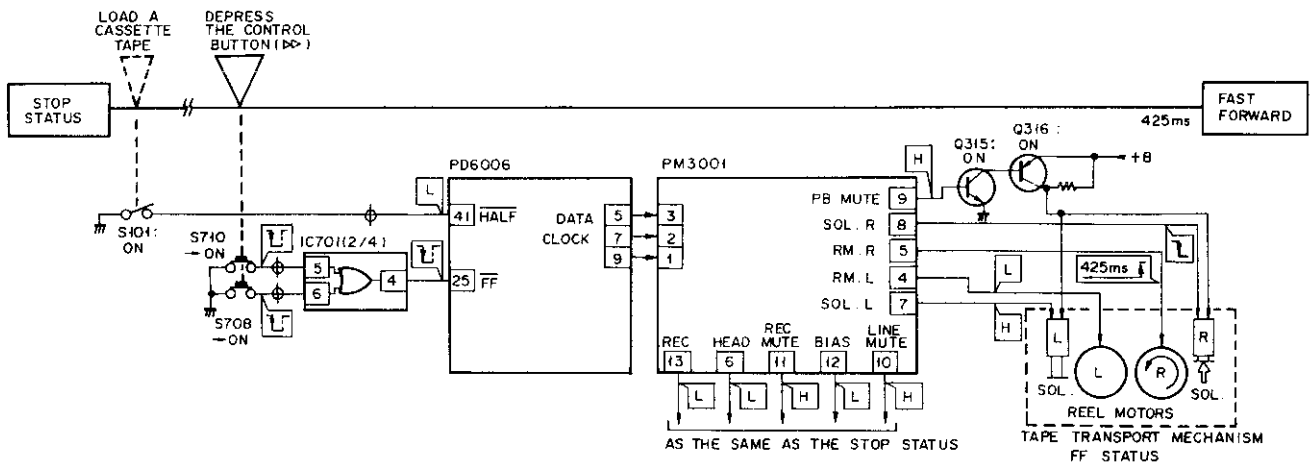 LOAD A
CASSETTE
TAPE
DEPRESS
THE CONTROL
BUTTON (▷▷)
STOP
STATUS
FAST
FORWARD
425ms
Q315:
ON
Q316:
ON
+B
PD6006
PM3001
H
L
41 HALF
DATA 5
CLOCK 7
9
3
2
1
25 FF
S101:
ON
S710
→ON
S708
→ON
IC701(2/4)
5
6
4
PB MUTE 9
SOL. R 8
RM. R 5
RM. L 4
SOL. L 7
L
H
425ms
REC
13
HEAD
6
REC
MUTE
11
BIAS
12
LINE
MUTE
10
L
L
H
L
H
AS THE SAME AS THE STOP STATUS
L
SOL.
L
R
R
SOL.
REEL MOTORS
TAPE TRANSPORT MECHANISM
FF STATUS